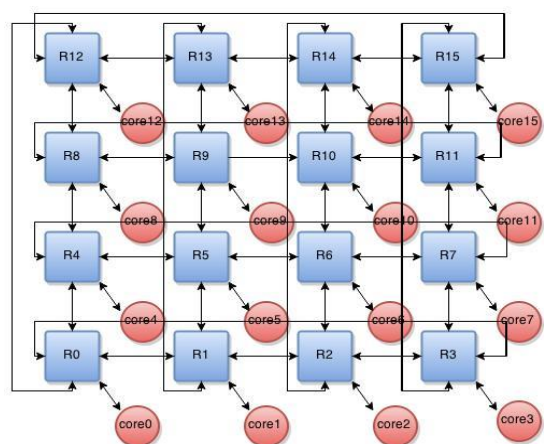 R12
R13
R14
R15
core12
core13
core14
core15
R8
R9
R10
R11
core8
core9
core10
core11
R4
R5
R6
R7
core4
core5
core6
core7
R0
R1
R2
R3
core0
core1
core2
core3